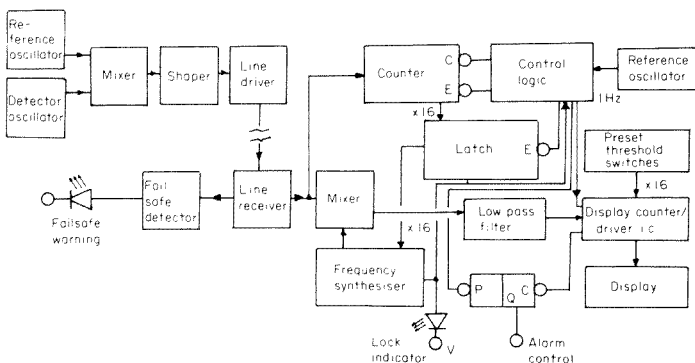 Re-
ference
oscillator
Detector
oscillator
Mixer
Shaper
Line
driver
Counter
C
E
Control
logic
Reference
oscillator
1Hz
x16
Latch
E
Preset
threshold
switches
x16
Failsafe
warning
Fail
safe
detector
Line
receiver
Mixer
x16
Low pass
filter
Display counter/
driver i.c
Frequency
synthesiser
P
Q
C
Display
Lock
indicator
V
Alarm
control